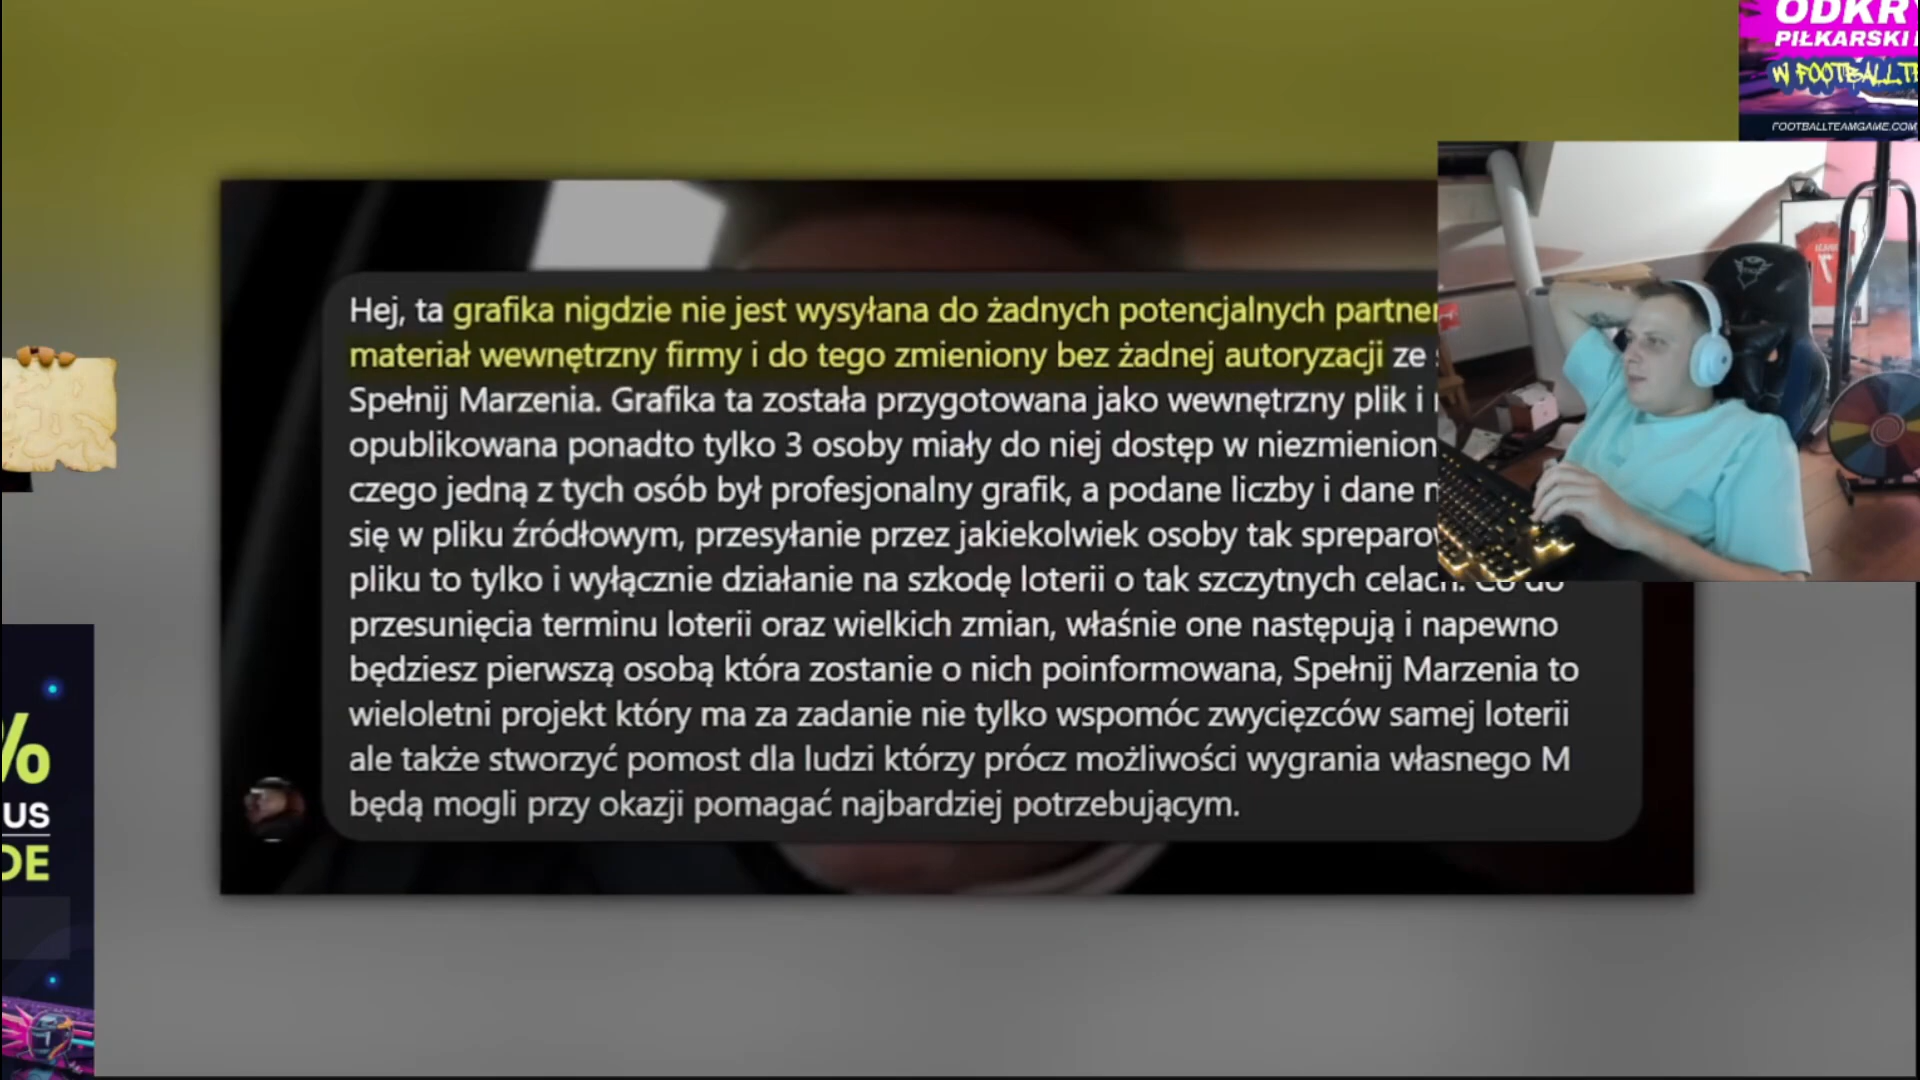 ODKR
PIŁKARSKI
W FOOTBALLT
FOOTBALLTEAMGAME.COM
Hej, ta grafika nigdzie nie jest wysyłana do żadnych potencjalnych partner
materiał wewnętrzny firmy i do tego zmieniony bez żadnej autoryzacji ze
Spełnij Marzenia. Grafika ta została przygotowana jako wewnętrzny plik i
opublikowana ponadto tylko 3 osoby miały do niej dostęp w niezmienion
czego jedną z tych osób był profesjonalny grafik, a podane liczby i dane
się w pliku źródłowym, przesyłanie przez jakiekolwiek osoby tak sprepar
pliku to tylko i wyłącznie działanie na szkodę loterii o tak szczytnych celach. Co do
przesunięcia terminu loterii oraz wielkich zmian, właśnie one następują i napewno
będziesz pierwszą osobą która zostanie o nich poinformowana, Spełnij Marzenia to
wieloletni projekt który ma za zadanie nie tylko wspomóc zwycięzców samej loterii
ale także stworzyć pomost dla ludzi którzy prócz możliwości wygrania własnego M
będą mogli przy okazji pomagać najbardziej potrzebującym.
%
US
DE
7